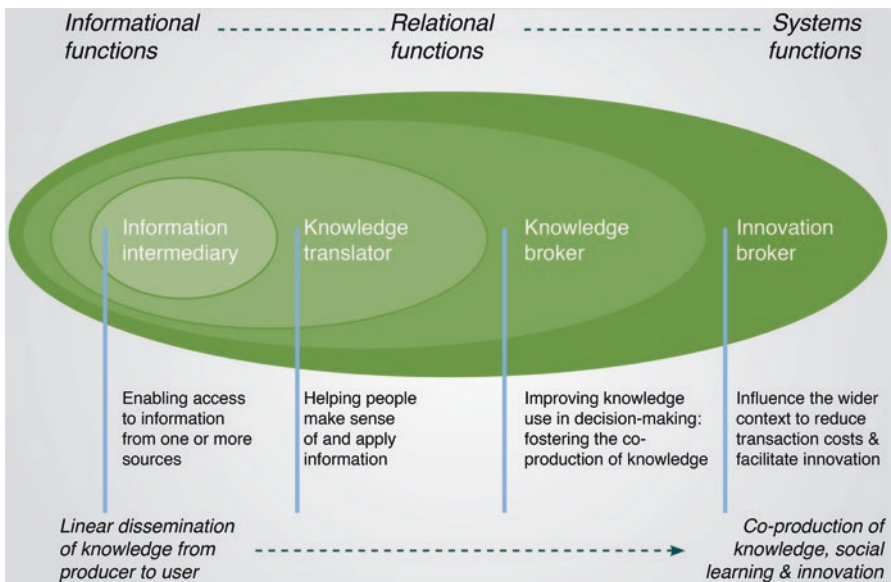 Informational
functions
Relational
functions
Systems
functions
Information
intermediary
Knowledge
translator
Knowledge
broker
Innovation
broker
Enabling access
to information
from one or more
sources
Helping people
make sense
of and apply
information
Improving knowledge
use in decision-making:
fostering the co-
production of knowledge
Influence the wider
context to reduce
transaction costs &
facilitate innovation
Linear dissemination
of knowledge from
producer to user
Co-production of
knowledge, social
learning & innovation